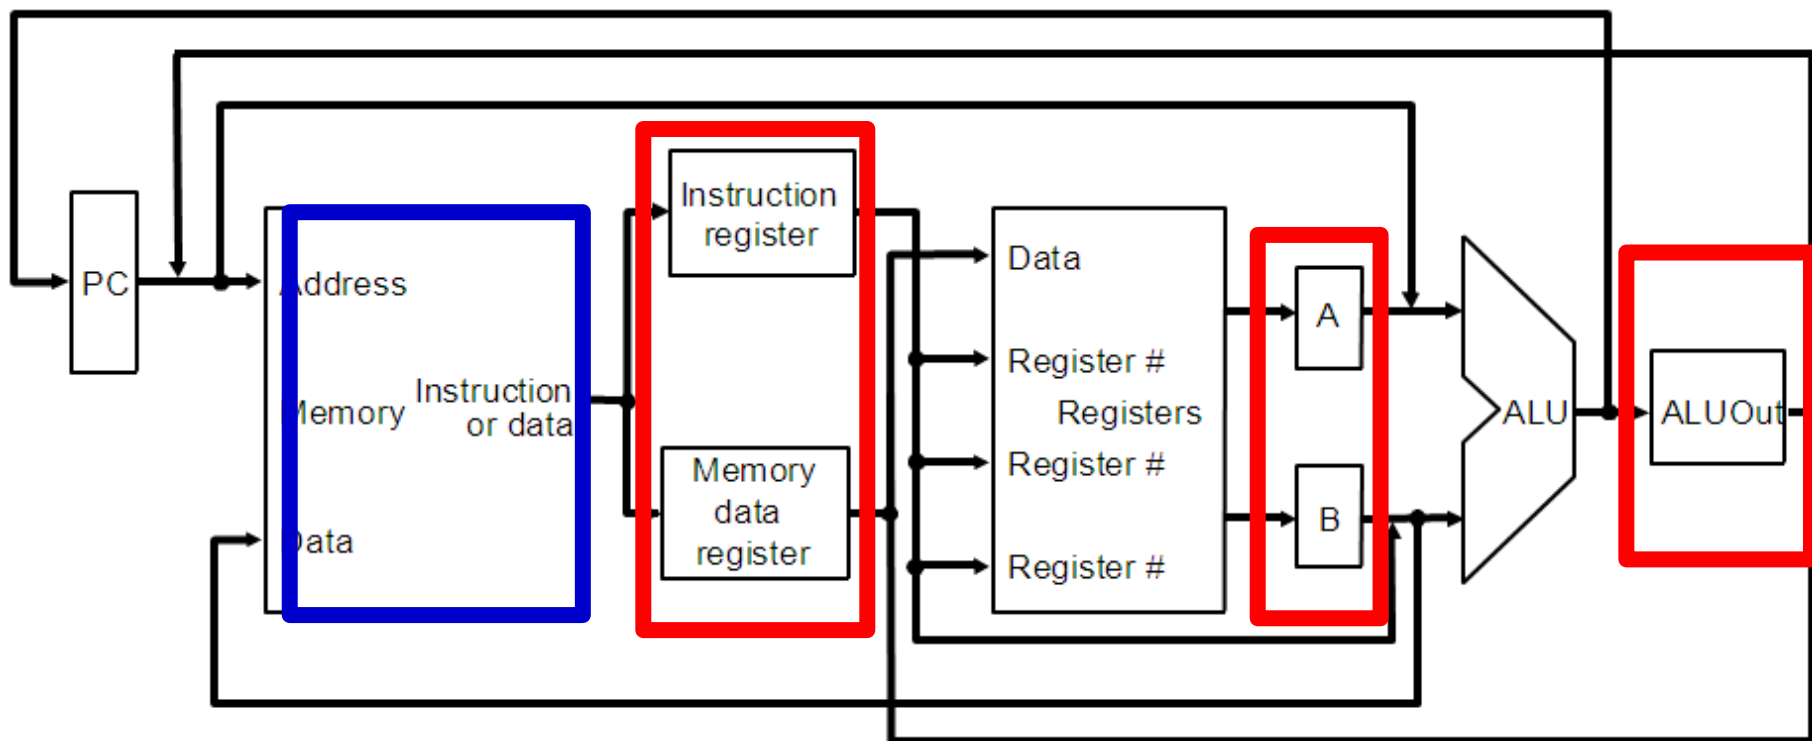 PC
Address
Memory
Instruction
or data
Data
Instruction
register
Memory
data
register
Data
Register #
Registers
Register #
Register #
A
B
ALU
ALUOut